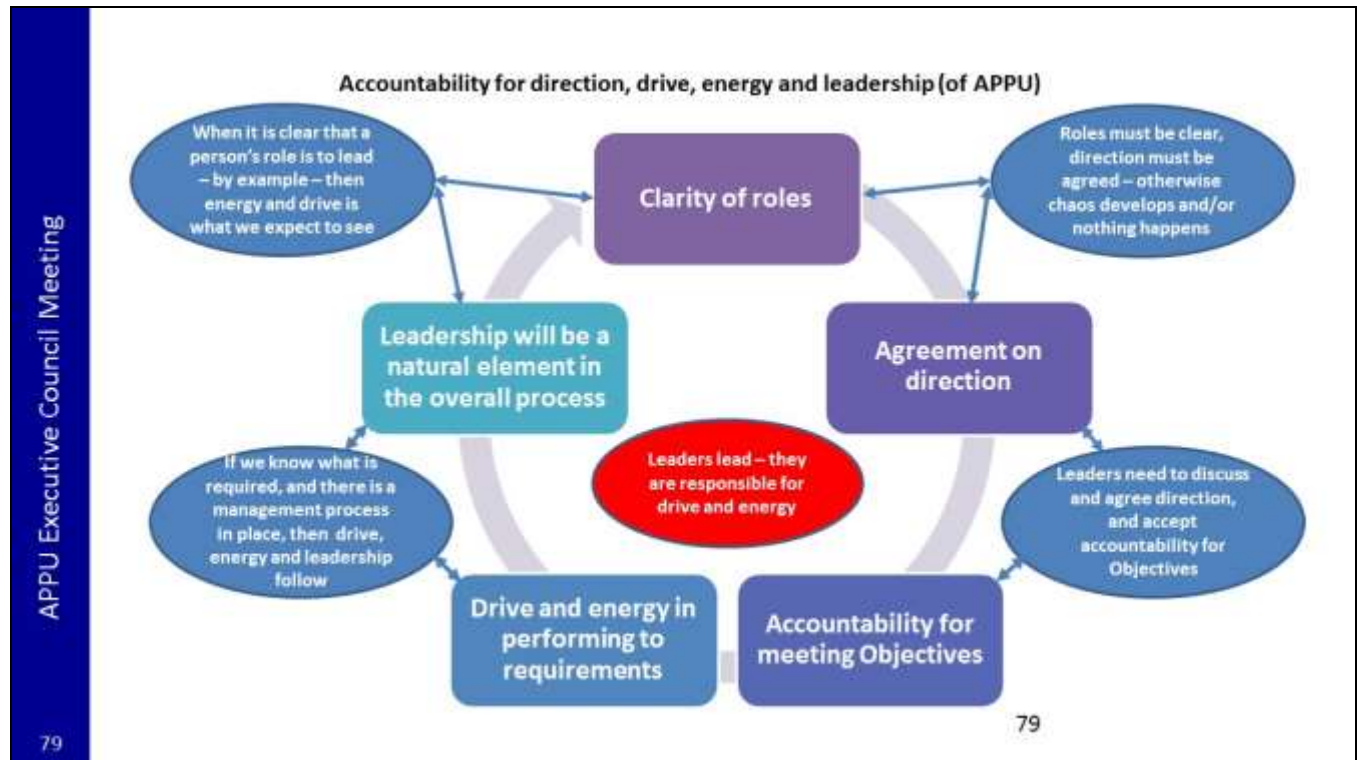 APPU Executive Council Meeting
79
Accountability for direction, drive, energy and leadership (of APPU)
When it is clear that a
person's role is to lead
– by example – then
energy and drive is
what we expect to see
Clarity of roles
Roles must be clear,
direction must be
agreed – otherwise
chaos develops and/or
nothing happens
Leadership will be a
natural element in
the overall process
Agreement on
direction
Leaders lead – they
are responsible for
drive and energy
If we know what is
required, and there is a
management process
in place, then drive,
energy and leadership
follow
Leaders need to discuss
and agree direction,
and accept
accountability for
Objectives
Drive and energy in
performing to
requirements
Accountability for
meeting Objectives
79